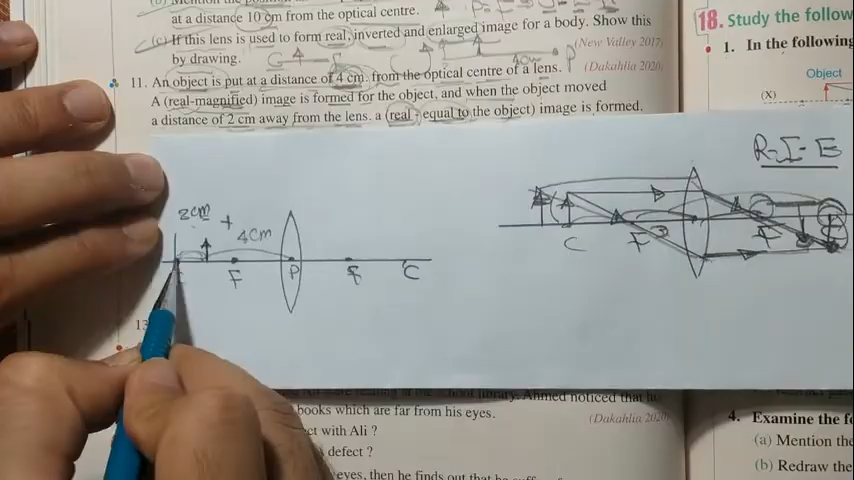 (b) Mention the
at a distance 10 cm from the optical centre.
(c) If this lens is used to form real, inverted and enlarged image for a body. Show this
by drawing.
(New Valley 2017)
C
4cm
P
11. An object is put at a distance of 4 cm. from the optical centre of a lens.
(Dakahlia 2020)
A (real-magnified) image is formed for the object, and when the object moved
a distance of 2 cm away from the lens. a (real - equal to the object) image is formed.
18. Study the follow
1. In the following
Object
(X)
R-I-E
2cm + 4cm
F P F C
C F F
13
books which are far from his eyes.
(Dakahlia 2020)
ct with Ali ?
defect ?
eyes, then he finds out that
4. Examine the f
(a) Mention the
(b) Redraw the